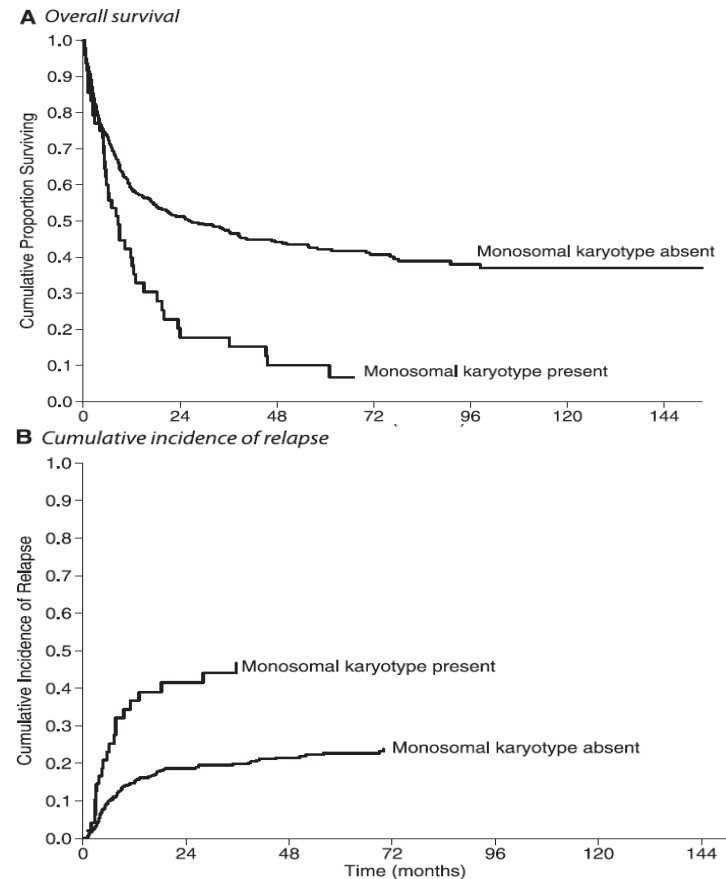 A Overall survival
1.0
0.9
0.8
0.7
0.6
0.5
0.4
0.3
0.2
0.1
0.0
Cumulative Proportion Surviving
Monosomal karyotype absent
Monosomal karyotype present
0 24 48 72 96 120 144
B Cumulative incidence of relapse
1.0
0.9
0.8
0.7
0.6
0.5
0.4
0.3
0.2
0.1
0.0
Cumulative Incidence of Relapse
Monosomal karyotype present
Monosomal karyotype absent
0 24 48 72 96 120 144
Time (months)